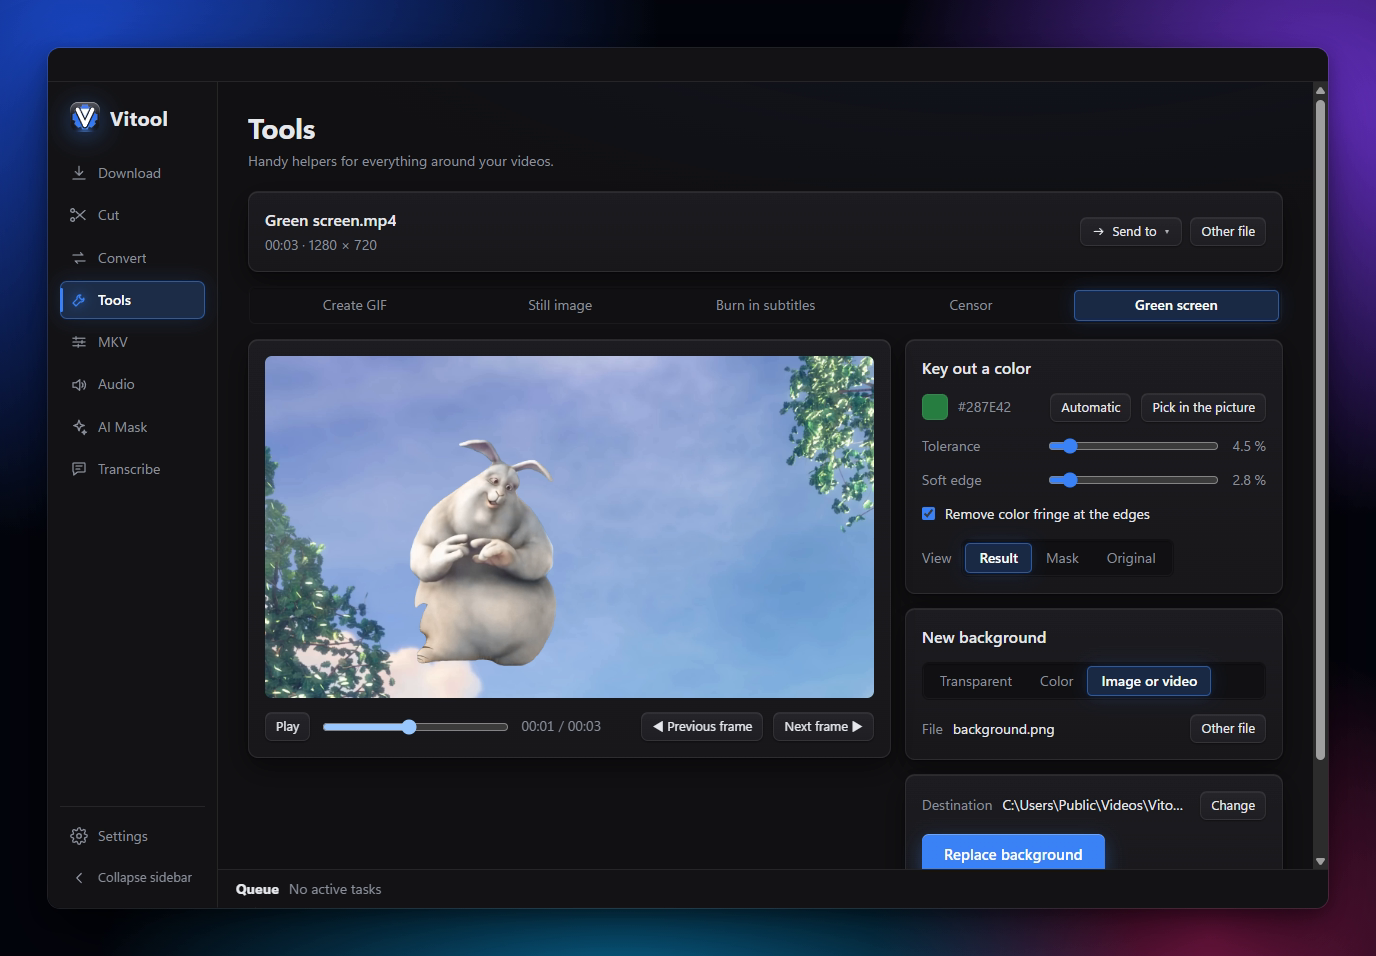 Vitool
Download
Cut
Convert
Tools
MKV
Audio
AI Mask
Transcribe
Settings
Collapse sidebar
Tools
Handy helpers for everything around your videos.
Green screen.mp4
00:03 · 1280 × 720
→ Send to ▾
Other file
Create GIF
Still image
Burn in subtitles
Censor
Green screen
Play
00:01 / 00:03
◀ Previous frame
Next frame ▶
Key out a color
#287E42
Automatic
Pick in the picture
Tolerance
4.5 %
Soft edge
2.8 %
Remove color fringe at the edges
View
Result
Mask
Original
New background
Transparent
Color
Image or video
File
background.png
Other file
Destination
C:\Users\Public\Videos\Vito...
Change
Replace background
Queue
No active tasks